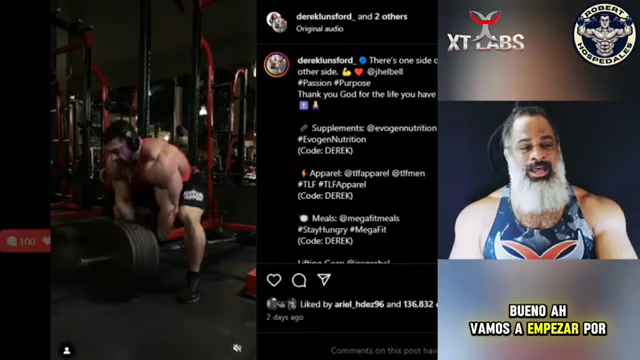 100
dereklunsford_ and 2 others
Original audio
dereklunsford_ There's one side o
other side. 💪 ❤️ @jhelbell
#Passion #Purpose
Thank you God for the life you have
Supplements: @evogennutrition
#EvogenNutrition
(Code: DEREK)
⚡ Apparel: @tlfapparel @tlfmen
#TLF #TLFApparel
(Code: DEREK)
Meals: @megafitmeals
#StayHungry #MegaFit
(Code: DEREK)
Liked by ariel_hdez96 and 136,832
2 days ago
Comments on this post have
XT LABS
ROBERT
HOSPEDALES
BUENO AH
VAMOS A EMPEZAR POR